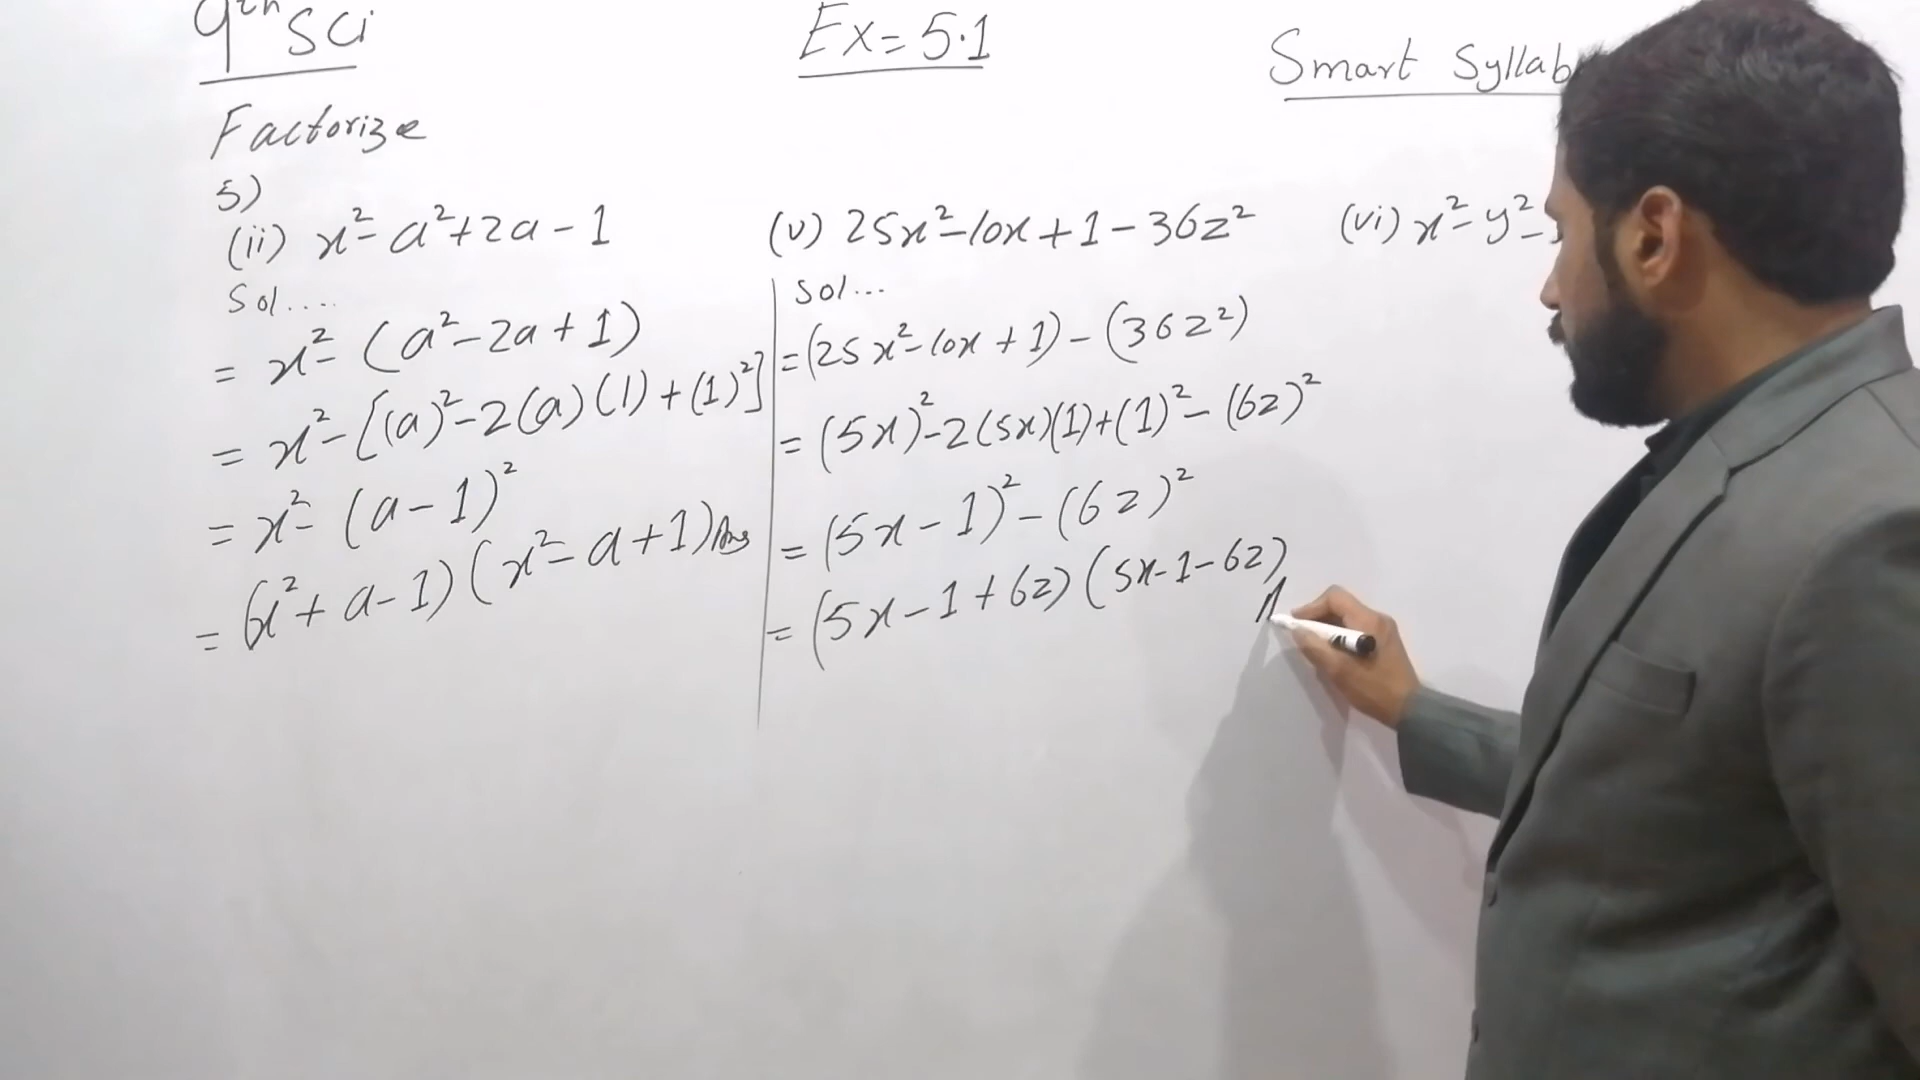 9th Sci
Ex = 5.1
Smart
Factorize
5)
(ii) x² - a² + 2a - 1
Sol....
= x² - (a² - 2a + 1)
= x² - [(a)² - 2(a)(1) + (1)²]
= x² - (a - 1)²
= (x² + a - 1)(x² - a + 1) Ans
(v) 25x² - 10x + 1 - 36z²
Sol...
= (25x² - 10x + 1) - (36z²)
= (5x)² - 2(5x)(1) + (1)² - (6z)²
= (5x - 1)² - (6z)²
= (5x - 1 + 6z)(5x - 1 - 6z)
(vi) x² - y² -